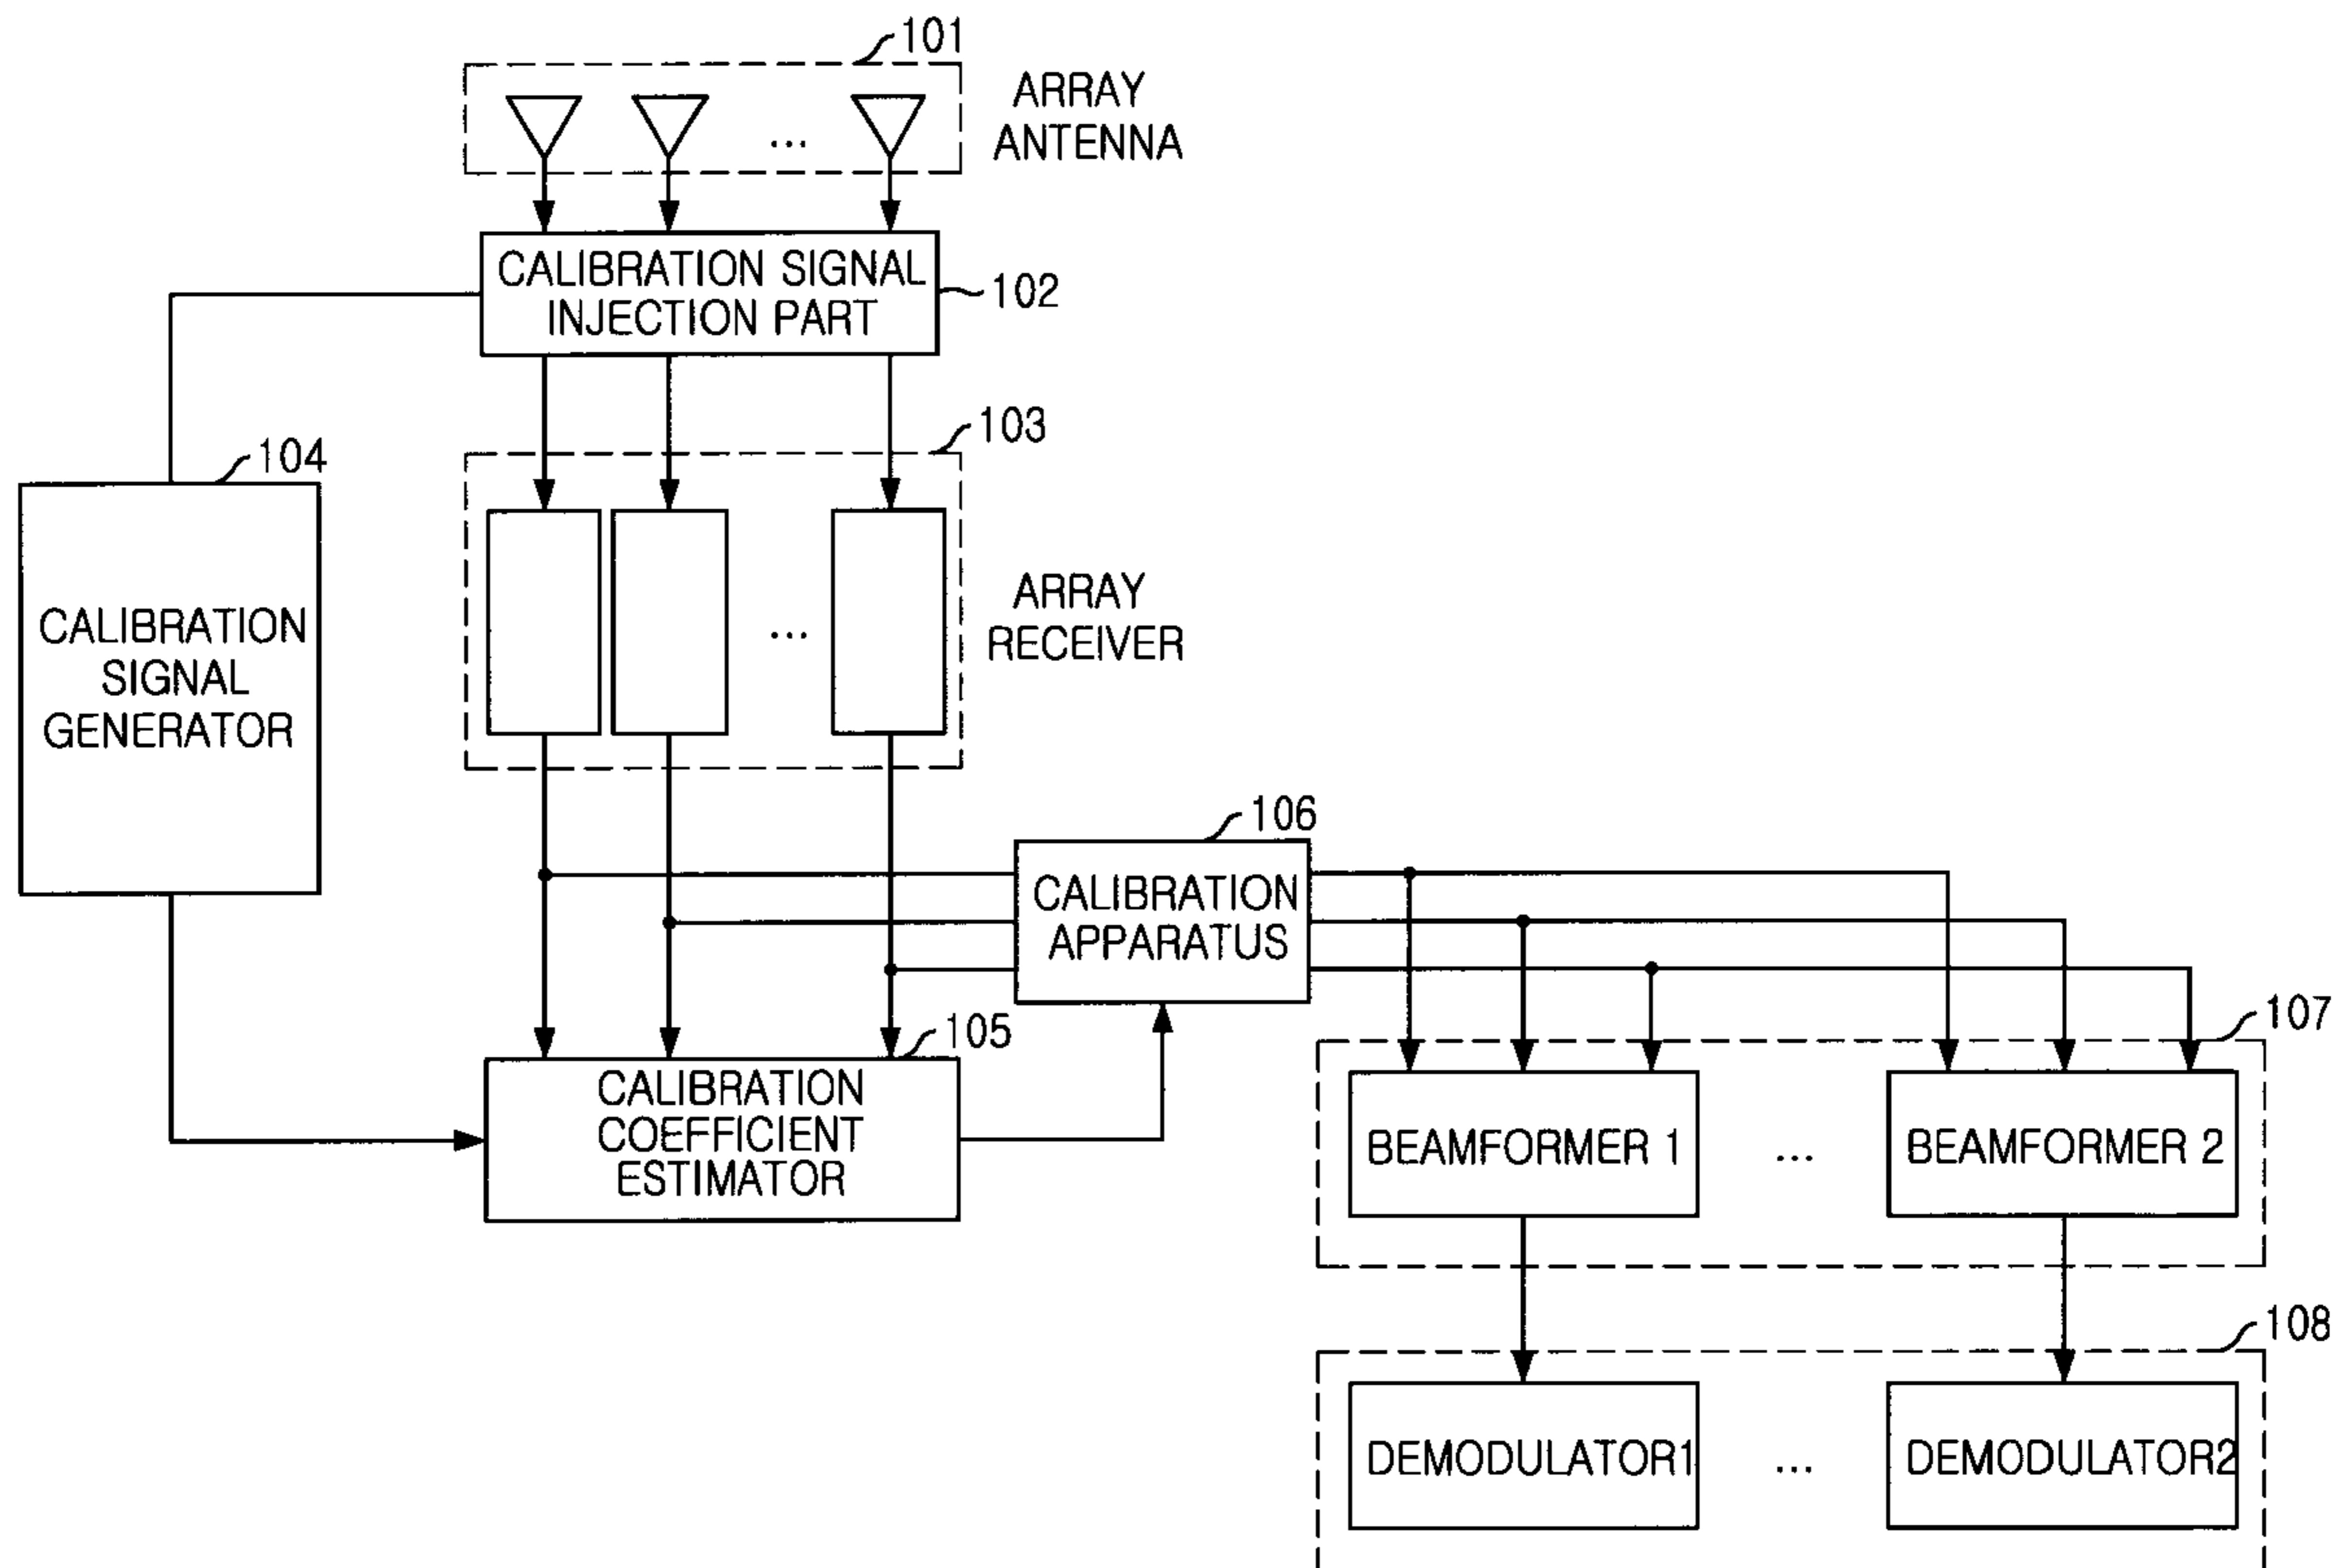 101
ARRAY
ANTENNA
...
CALIBRATION SIGNAL
INJECTION PART
102
103
104
CALIBRATION
SIGNAL
GENERATOR
...
ARRAY
RECEIVER
106
CALIBRATION
APPARATUS
105
CALIBRATION
COEFFICIENT
ESTIMATOR
107
BEAMFORMER 1
...
BEAMFORMER 2
108
DEMODULATOR1
...
DEMODULATOR2